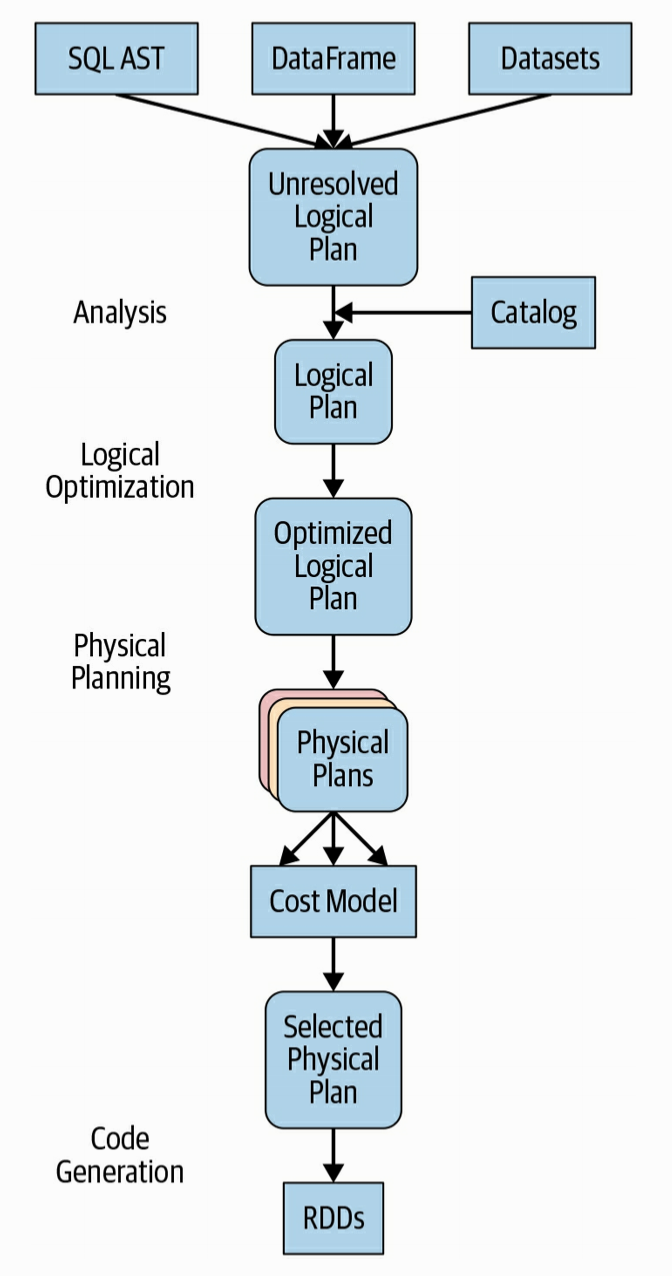 SQL AST
DataFrame
Datasets
Unresolved
Logical
Plan
Analysis
Catalog
Logical
Plan
Logical
Optimization
Optimized
Logical
Plan
Physical
Planning
Physical
Plans
Cost Model
Selected
Physical
Plan
Code
Generation
RDDs